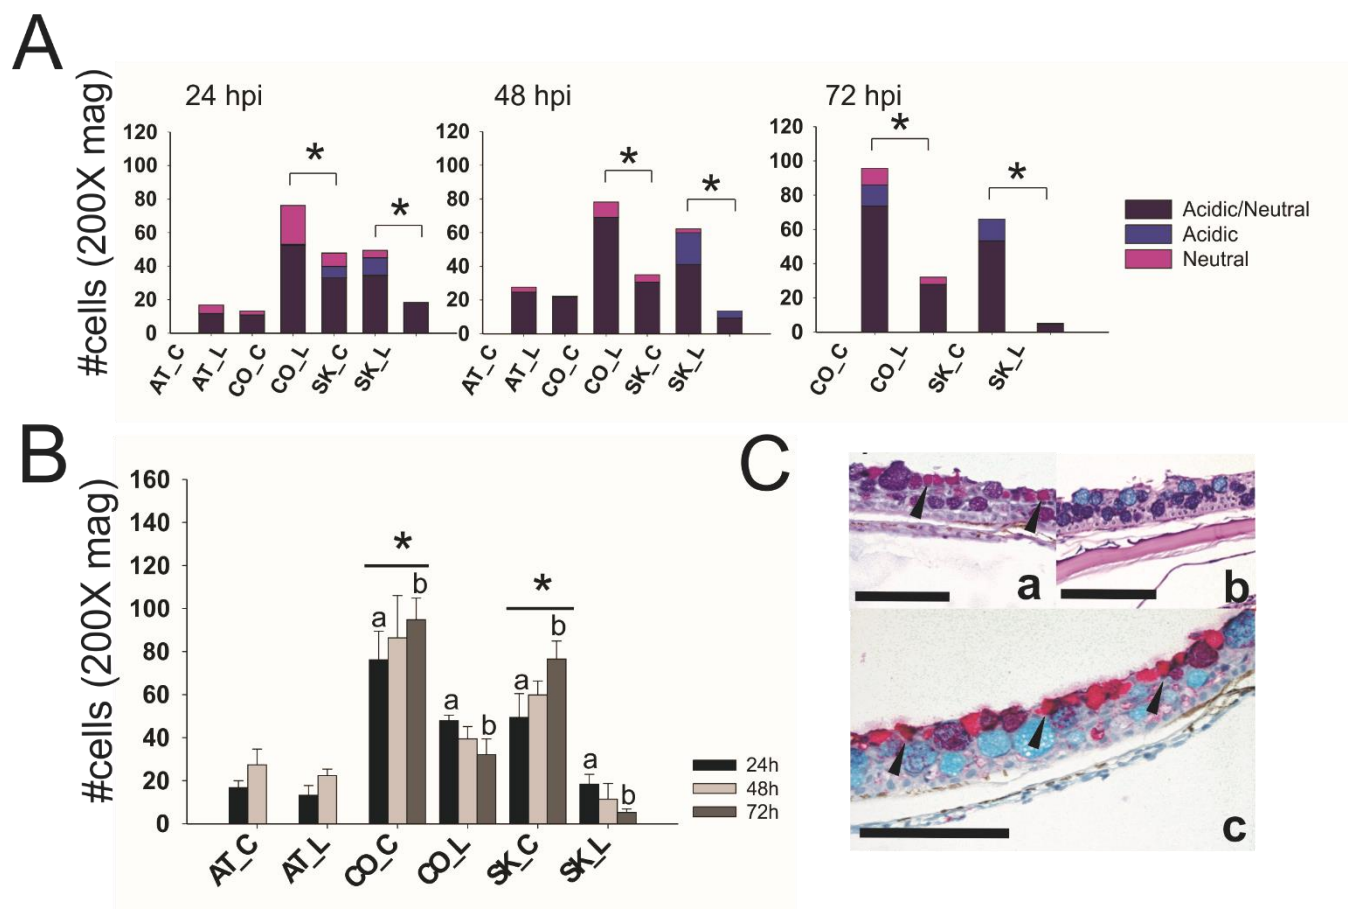 A
#cells (200X mag)
24 hpi
48 hpi
72 hpi
120
100
80
60
40
20
0
*
*
AT_C
AT_L
CO_C
CO_L
SK_C
SK_L
120
100
80
60
40
20
0
*
*
AT_C
AT_L
CO_C
CO_L
SK_C
SK_L
120
100
80
60
40
20
0
*
*
CO_C
CO_L
SK_C
SK_L
Acidic/Neutral
Acidic
Neutral
B
#cells (200X mag)
160
140
120
100
80
60
40
20
0
*
a
b
a
b
*
a
b
a
b
AT_C
AT_L
CO_C
CO_L
SK_C
SK_L
24h
48h
72h
C
a
b
c